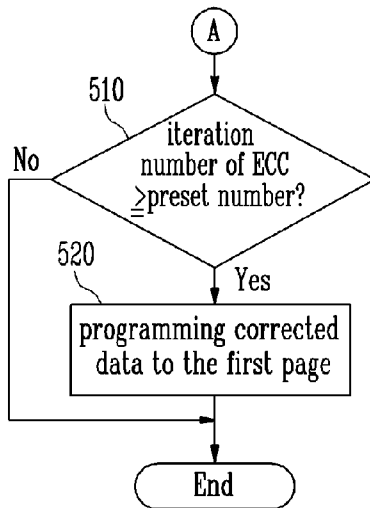 A
510
iteration
No
number of ECC
≥preset number?
520
Yes
programming corrected
data to the first page
End